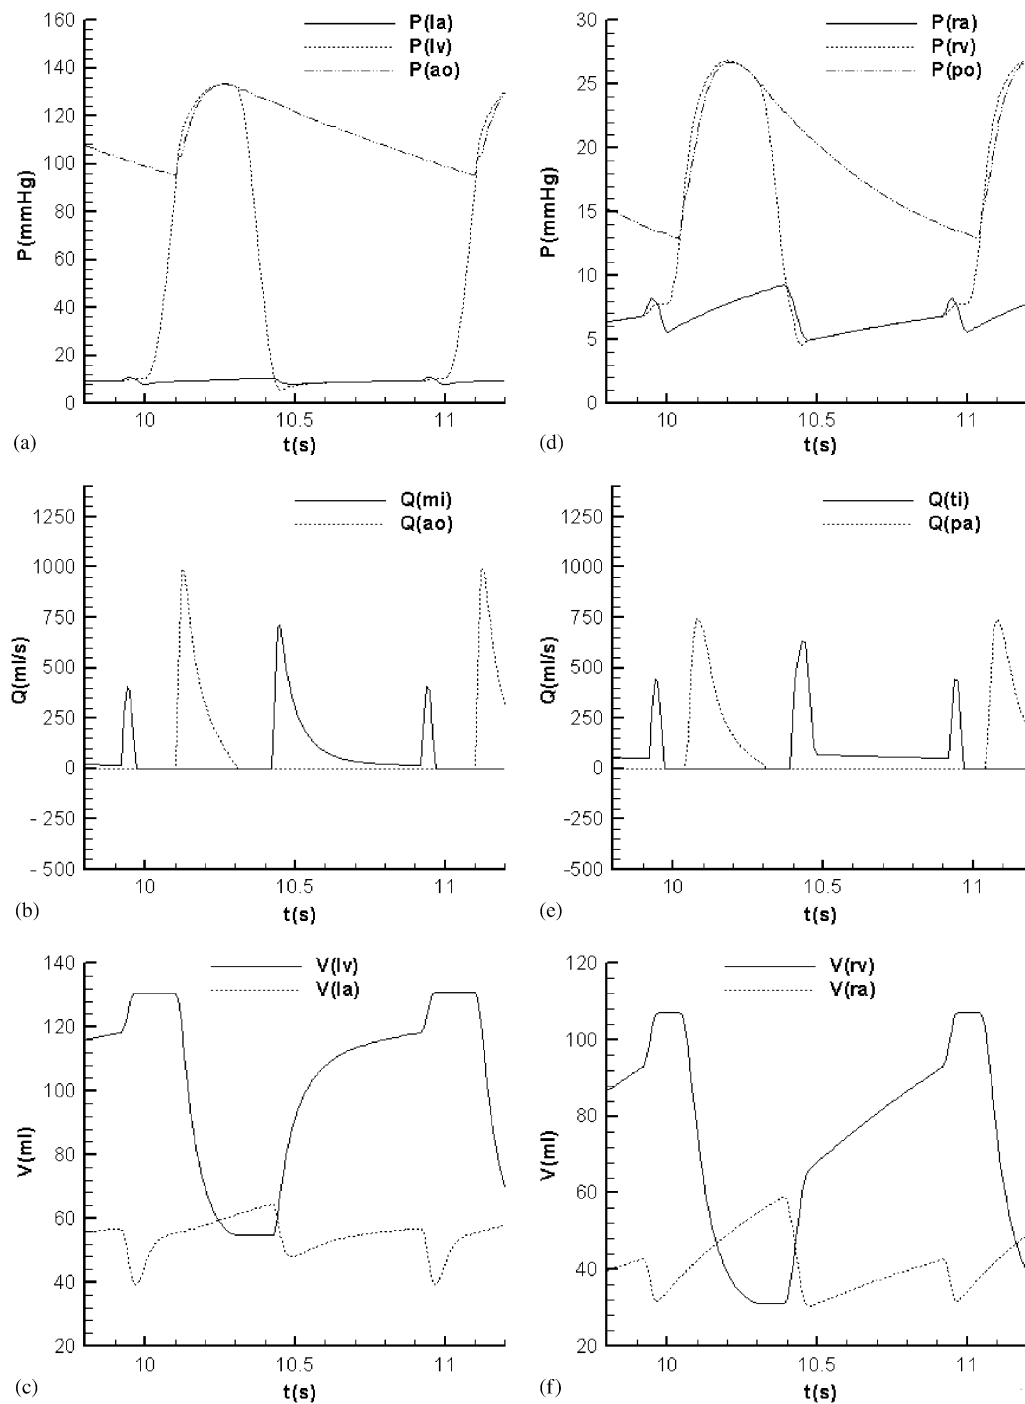 160
140
120
100
80
60
40
20
0
P(mmHg)
P(la)
P(lv)
P(ao)
10
10.5
11
t(s)
(a)
30
25
20
15
10
5
0
P(mmHg)
P(ra)
P(rv)
P(po)
10
10.5
11
t(s)
(d)
1250
1000
750
500
250
0
- 250
- 500
Q(ml/s)
Q(mi)
Q(ao)
10
10.5
11
t(s)
(b)
1250
1000
750
500
250
0
-250
-500
Q(ml/s)
Q(ti)
Q(pa)
10
10.5
11
t(s)
(e)
140
120
100
80
60
40
20
V(ml)
V(lv)
V(la)
10
10.5
11
t(s)
(c)
120
100
80
60
40
20
V(ml)
V(rv)
V(ra)
10
10.5
11
t(s)
(f)